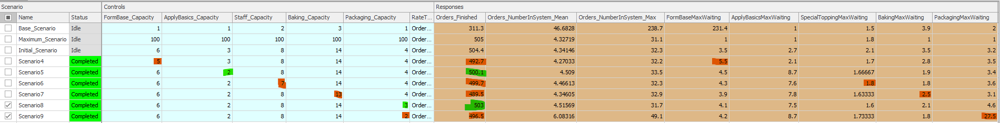 Scenario Controls Responses
Name Status FormBase_Capacity ApplyBasics_Capacity Staff_Capacity Baking_Capacity Packaging_Capacity RateT... Orders_Finished Orders_NumberInSystem_Mean Orders_NumberInSystem_Max FormBaseMaxWaiting ApplyBasicsMaxWaiting SpecialToppingMaxWaiting BakingMaxWaiting PackagingMaxWaiting
Base_Scenario Idle 1 1 2 3 1 Order... 311.3 46.6828 238.7 231.4 1 1.5 3.9 2
Maximum_Scenario Idle 100 100 100 100 100 Order... 505 4.32719 31.1 1 1 1.8 1 1
Initial_Scenario Idle 6 3 8 14 4 Order... 504.4 4.34146 32.3 3.5 2.7 2.1 3.5 3.2
Scenario4 Completed 5 3 8 14 4 Order... 492.7 4.27033 32.2 5.5 2.1 1.7 2.8 3.5
Scenario5 Completed 6 2 8 14 4 Order... 500.1 4.509 33.5 4.5 8.7 1.66667 1.9 3.4
Scenario6 Completed 6 2 7 14 4 Order... 499.7 4.46613 32.3 4.3 7.6 1.8 1.8 3.6
Scenario7 Completed 6 2 8 13 4 Order... 489.5 4.34605 32.9 3.9 7.8 1.63333 2.5 3.1
Scenario8 Completed 6 2 8 14 3 Order... 503 4.51569 31.7 4.1 7.5 1.6 2.1 4.6
Scenario9 Completed 6 2 8 14 2 Order... 496.5 6.08316 49.1 4.2 8.7 1.73333 1.8 27.5